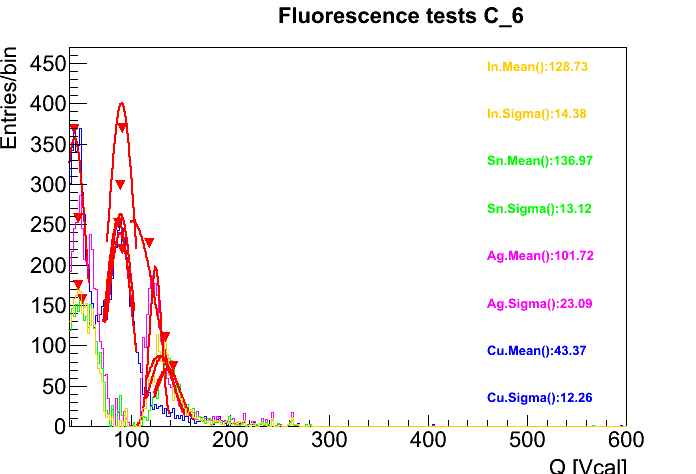 Fluorescence tests C_6
Entries/bin
450
400
350
300
250
200
150
100
50
0
0
100
200
300
400
500
600
Q [Vcal]
In.Mean():128.73
In.Sigma():14.38
Sn.Mean():136.97
Sn.Sigma():13.12
Ag.Mean():101.72
Ag.Sigma():23.09
Cu.Mean():43.37
Cu.Sigma():12.26